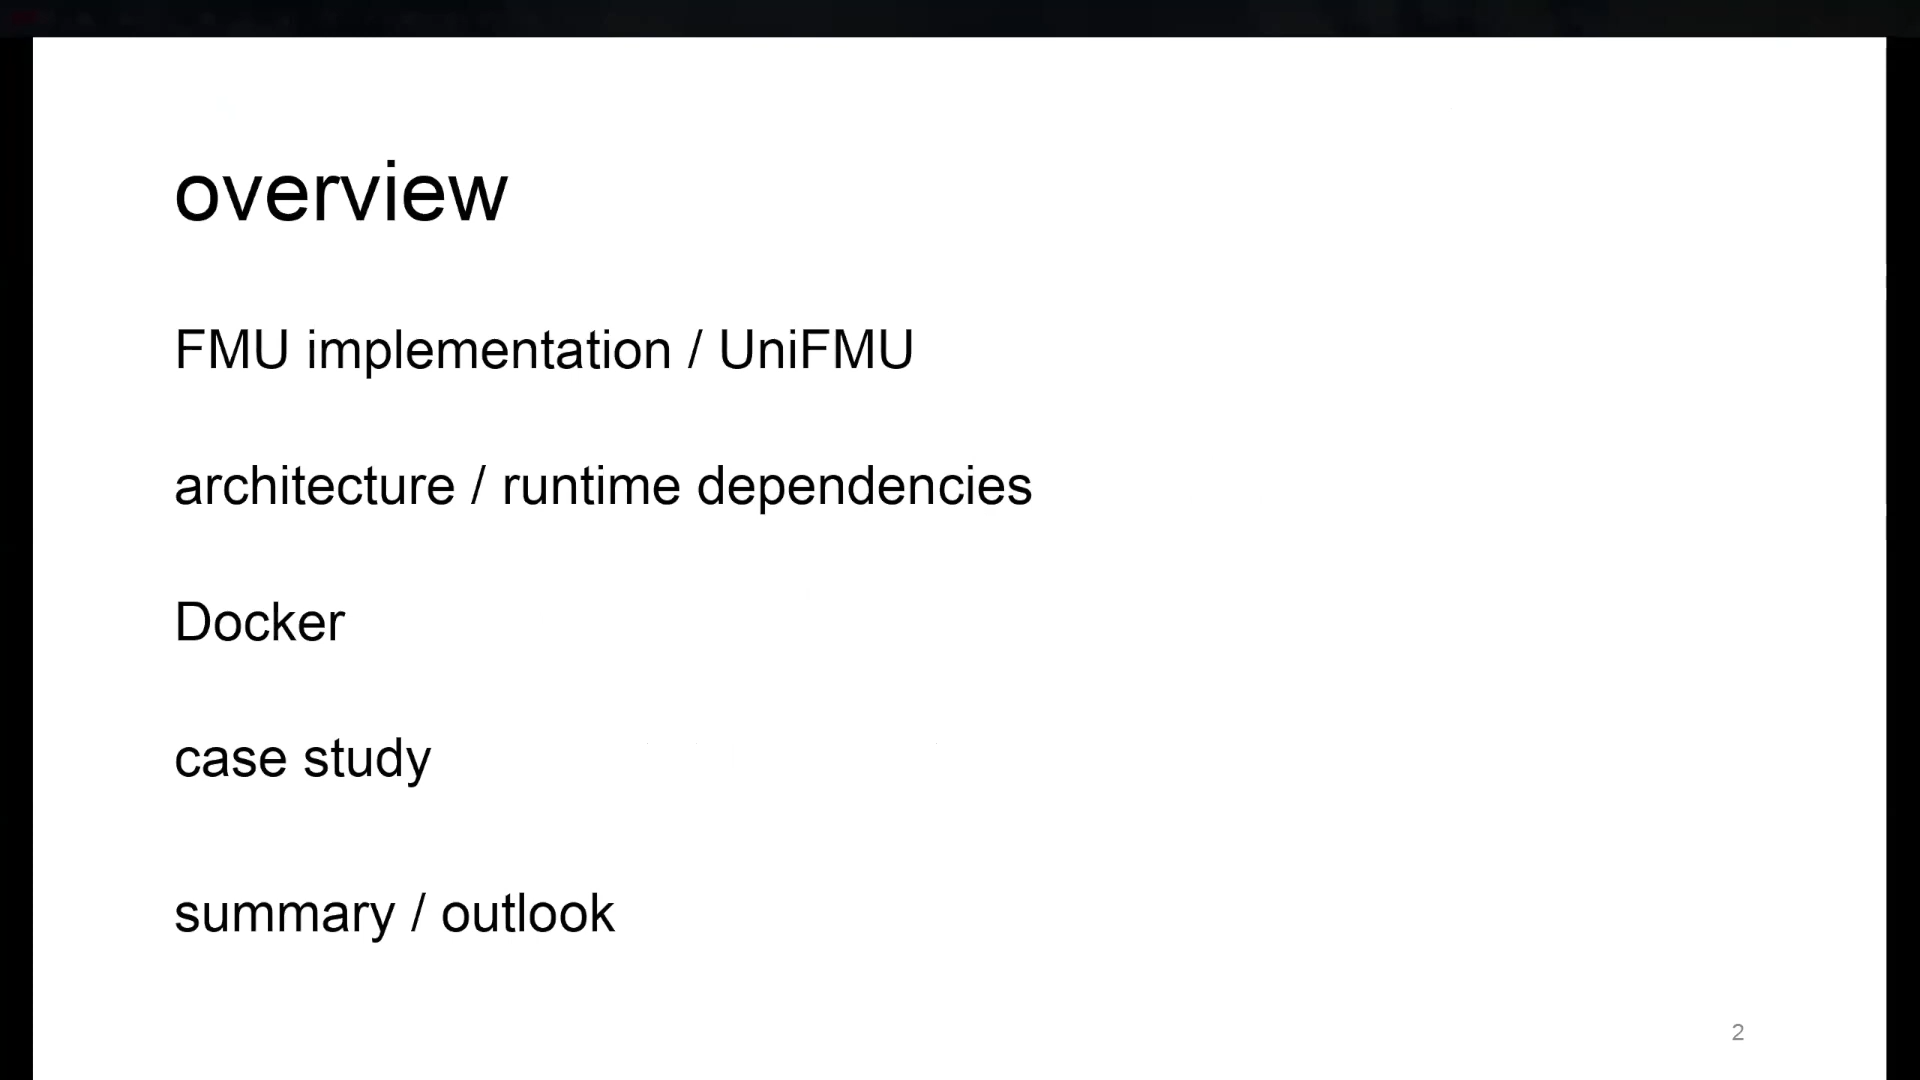 overview
FMU implementation / UniFMU
architecture / runtime dependencies
Docker
case study
summary / outlook
2